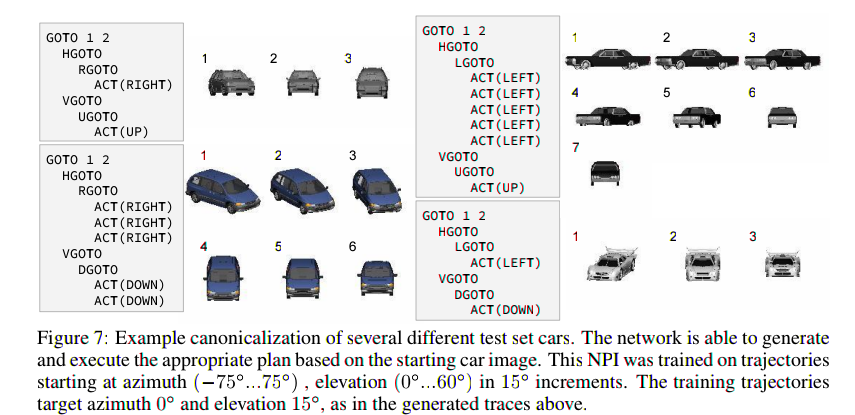 GOTO 1 2
HGOTO
RGOTO
ACT(RIGHT)
VGOTO
UGOTO
ACT(UP)
1 2 3
GOTO 1 2
HGOTO
RGOTO
ACT(RIGHT)
ACT(RIGHT)
ACT(RIGHT)
VGOTO
DGOTO
ACT(DOWN)
ACT(DOWN)
1 2 3
4 5 6
GOTO 1 2
HGOTO
LGOTO
ACT(LEFT)
ACT(LEFT)
ACT(LEFT)
ACT(LEFT)
ACT(LEFT)
VGOTO
UGOTO
ACT(UP)
1 2 3
4 5 6
7
GOTO 1 2
HGOTO
LGOTO
ACT(LEFT)
VGOTO
DGOTO
ACT(DOWN)
1 2 3
Figure 7: Example canonicalization of several different test set cars. The network is able to generate
and execute the appropriate plan based on the starting car image. This NPI was trained on trajectories
starting at azimuth (−75°...75°) , elevation (0°...60°) in 15° increments. The training trajectories
target azimuth 0° and elevation 15°, as in the generated traces above.